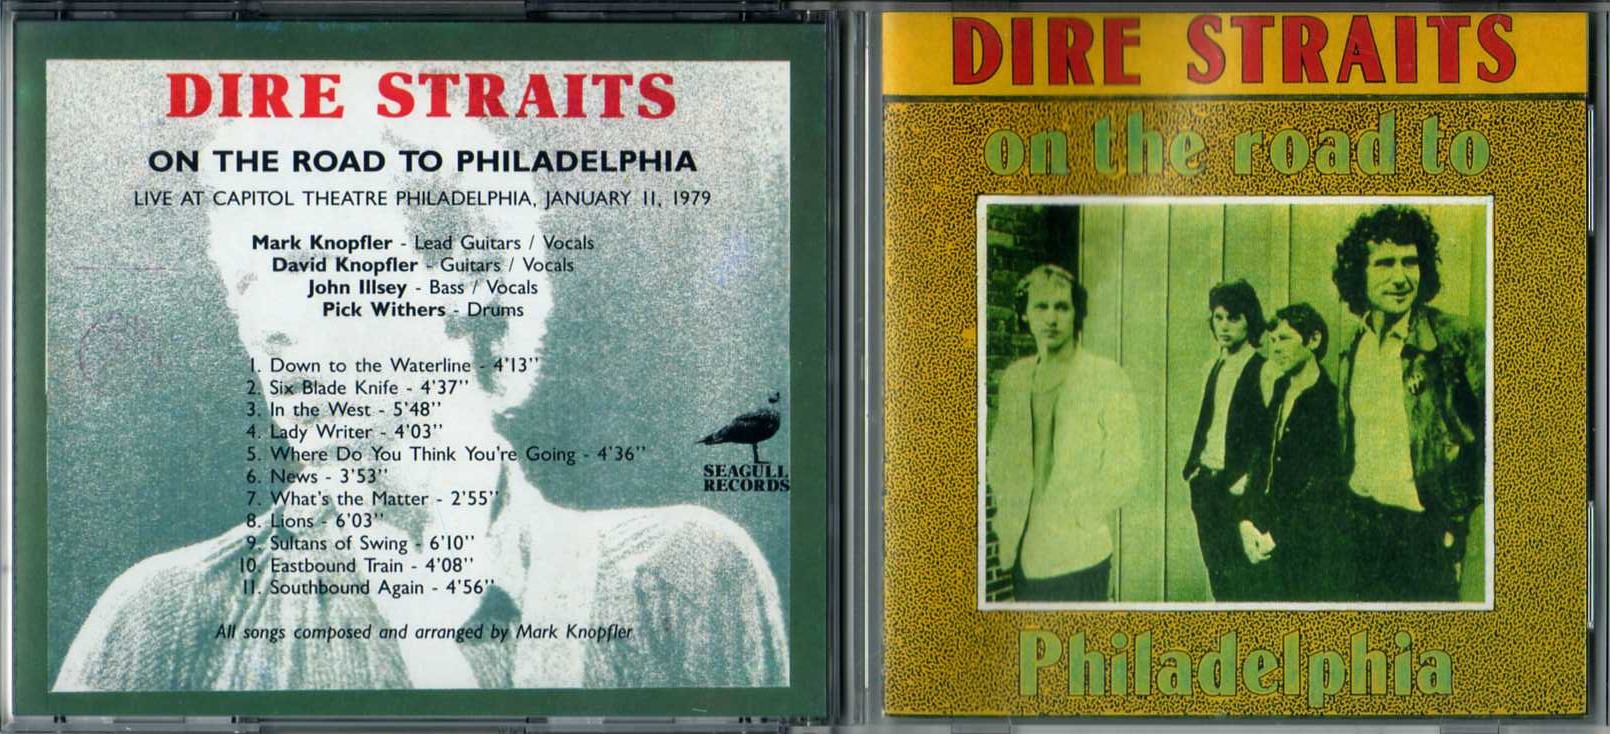 DIRE STRAITS
ON THE ROAD TO PHILADELPHIA
LIVE AT CAPITOL THEATRE PHILADELPHIA, JANUARY 11, 1979
Mark Knopfler - Lead Guitars / Vocals
David Knopfler - Guitars / Vocals
John Illsey - Bass / Vocals
Pick Withers - Drums
1. Down to the Waterline - 4'13''
2. Six Blade Knife - 4'37''
3. In the West - 5'48''
4. Lady Writer - 4'03''
5. Where Do You Think You're Going - 4'36''
6. News - 3'53''
7. What's the Matter - 2'55''
8. Lions - 6'03''
9. Sultans of Swing - 6'10''
10. Eastbound Train - 4'08''
11. Southbound Again - 4'56''
All songs composed and arranged by Mark Knopfler
SEAGULL
RECORDS
DIRE STRAITS
on the road to
Philadelphia